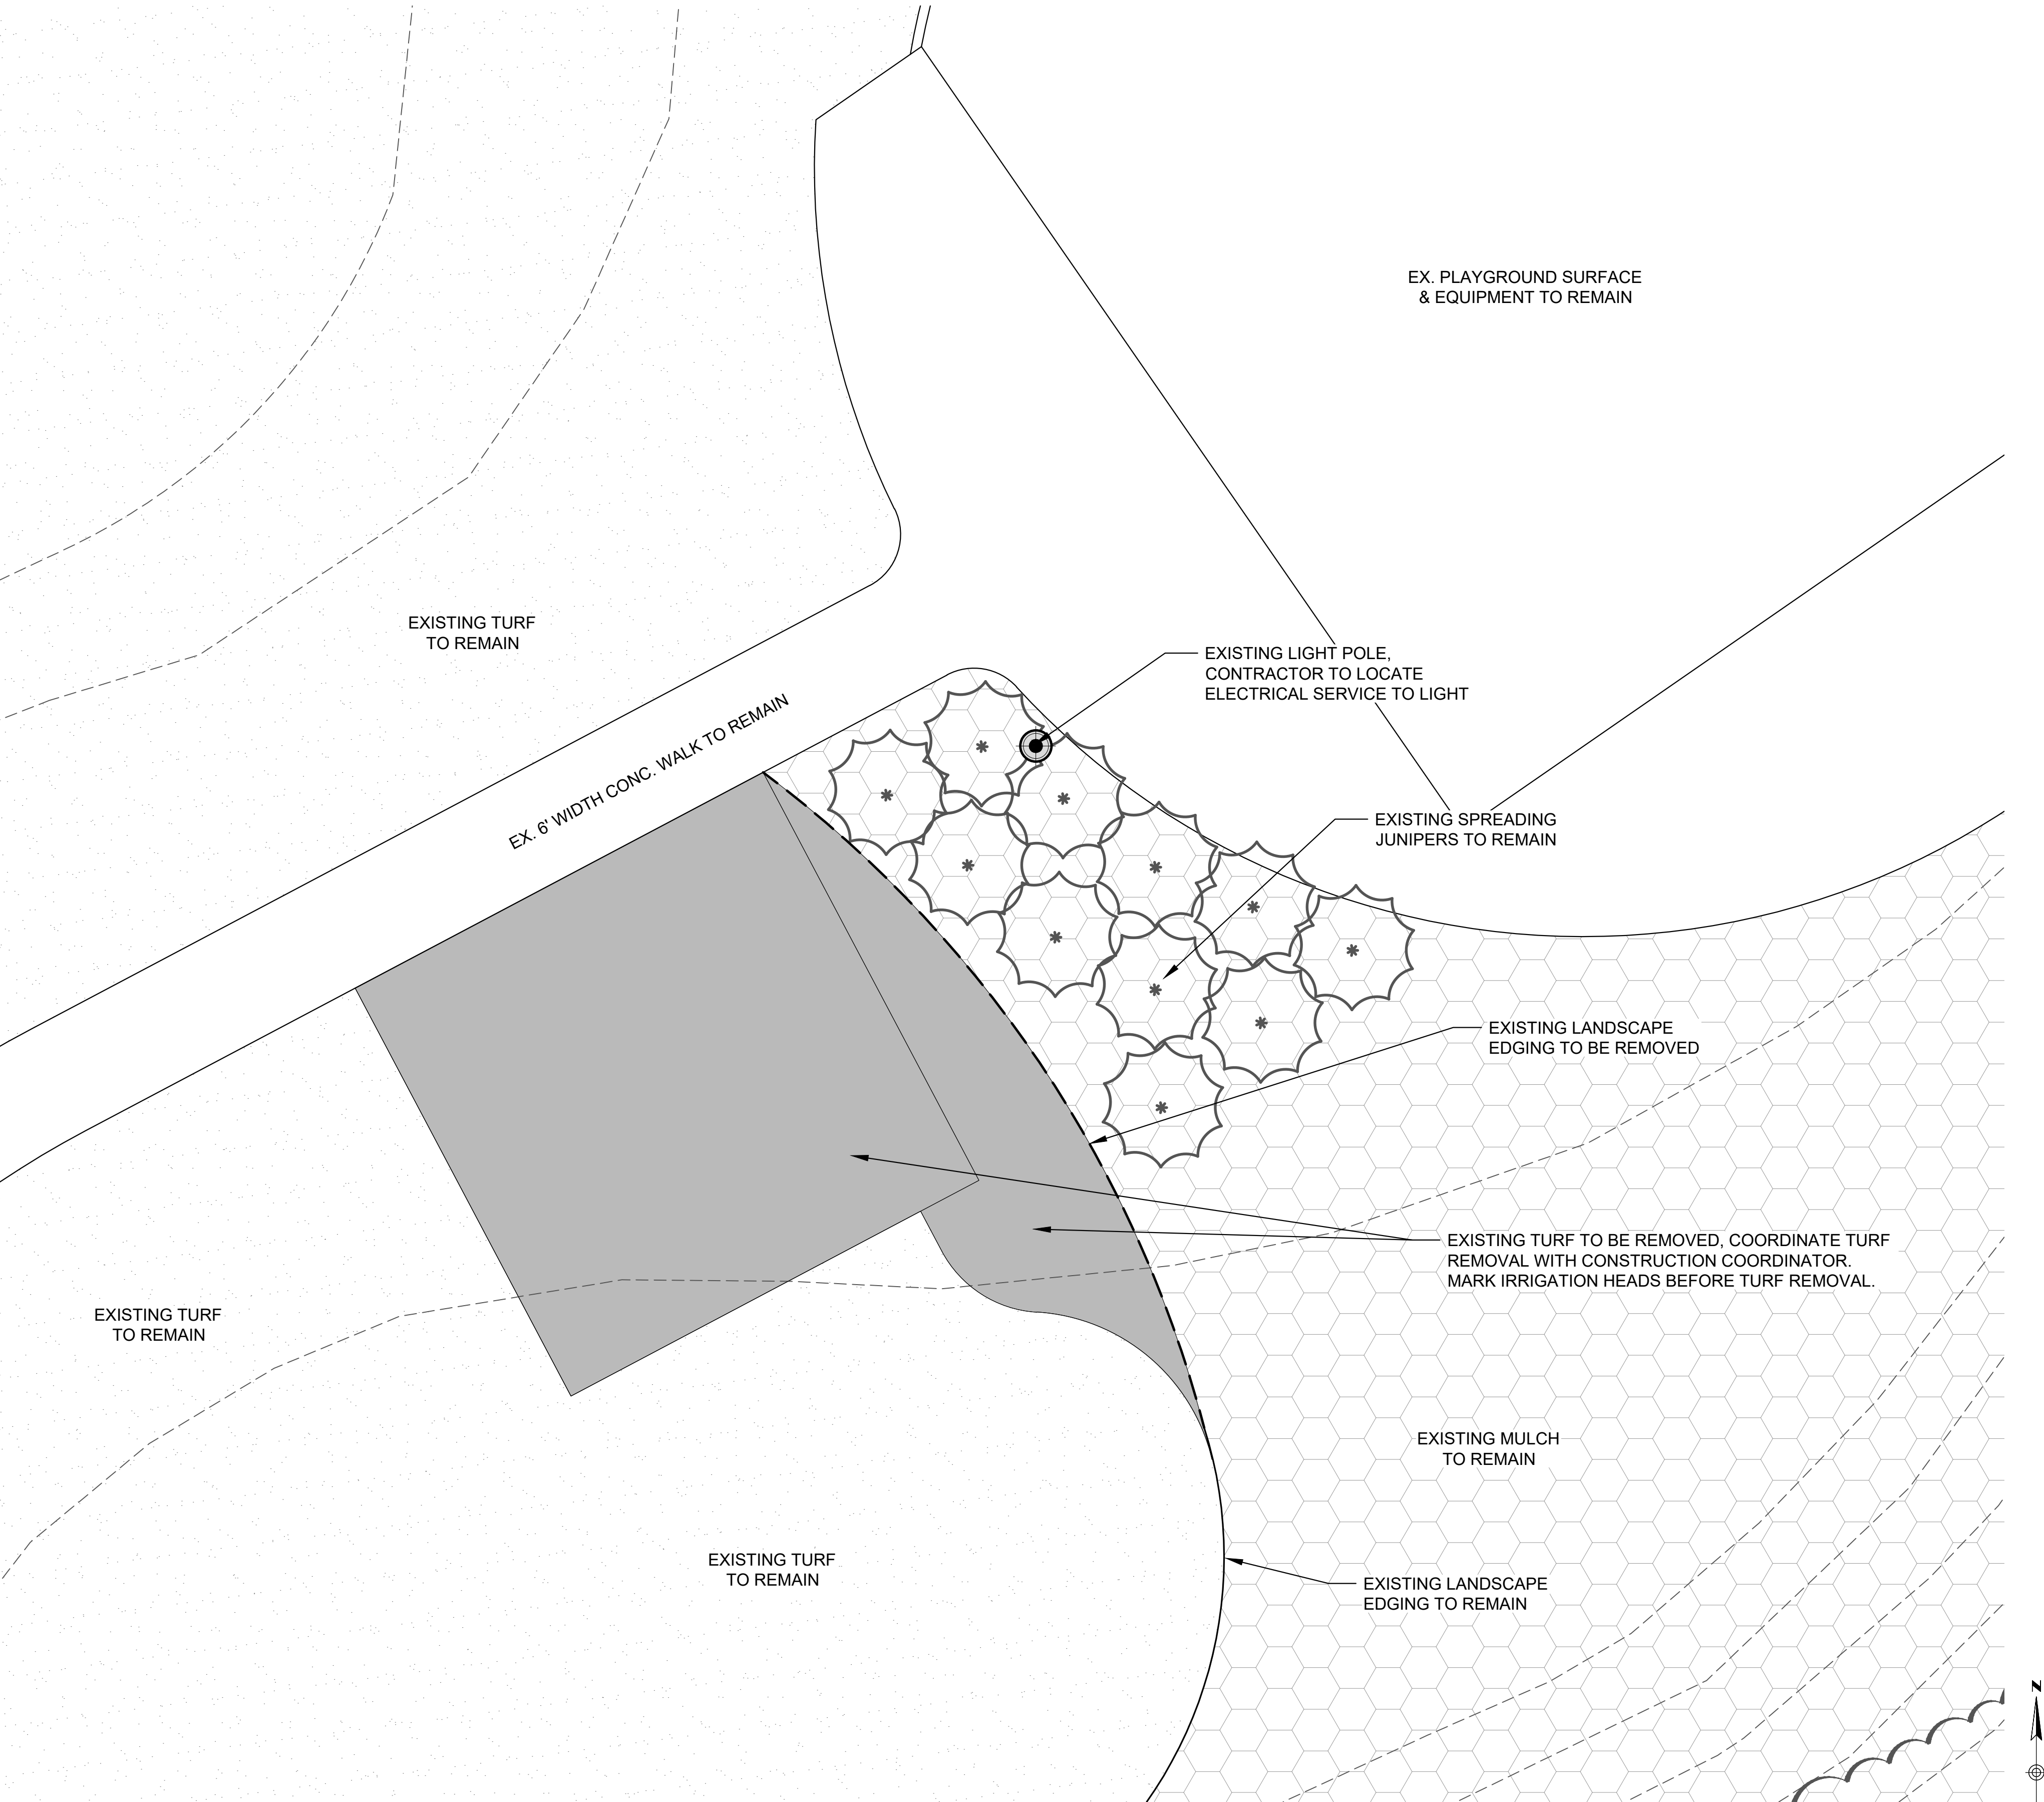 EX. PLAYGROUND SURFACE
& EQUIPMENT TO REMAIN
EXISTING TURF
TO REMAIN
EXISTING LIGHT POLE,
CONTRACTOR TO LOCATE
ELECTRICAL SERVICE TO LIGHT
EX. 6' WIDTH CONC. WALK TO REMAIN
EXISTING SPREADING
JUNIPERS TO REMAIN
EXISTING LANDSCAPE
EDGING TO BE REMOVED
EXISTING TURF TO BE REMOVED, COORDINATE TURF
REMOVAL WITH CONSTRUCTION COORDINATOR.
MARK IRRIGATION HEADS BEFORE TURF REMOVAL.
EXISTING TURF
TO REMAIN
EXISTING MULCH
TO REMAIN
EXISTING TURF
TO REMAIN
EXISTING LANDSCAPE
EDGING TO REMAIN
N